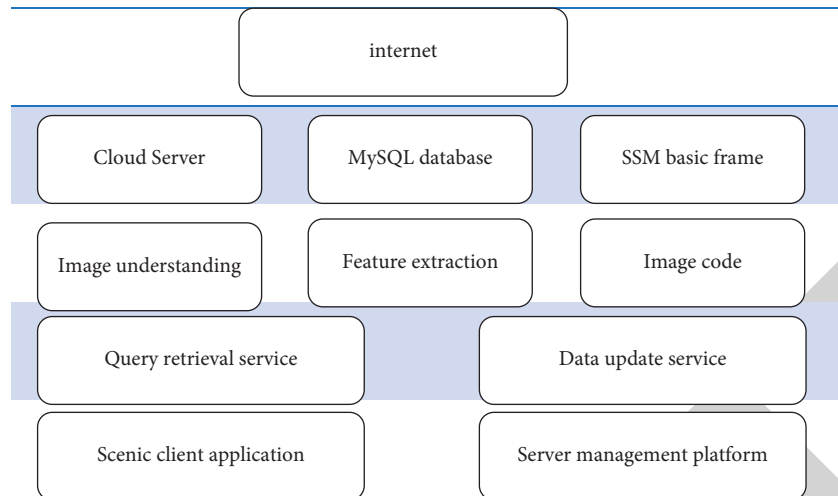 internet
Cloud Server
MySQL database
SSM basic frame
Image understanding
Feature extraction
Image code
Query retrieval service
Data update service
Scenic client application
Server management platform